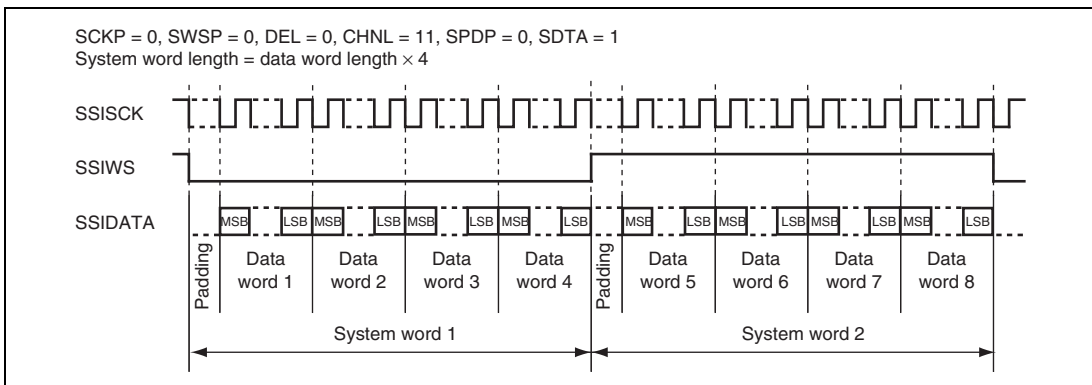 SCKP = 0, SWSP = 0, DEL = 0, CHNL = 11, SPDP = 0, SDTA = 1
System word length = data word length × 4
SSISCK
SSIWS
SSIDATA
MSB LSB MSB LSB MSB LSB MSB LSB MSB LSB MSB LSB MSB LSB MSB LSB
Padding
Data word 1
Data word 2
Data word 3
Data word 4
Padding
Data word 5
Data word 6
Data word 7
Data word 8
System word 1
System word 2